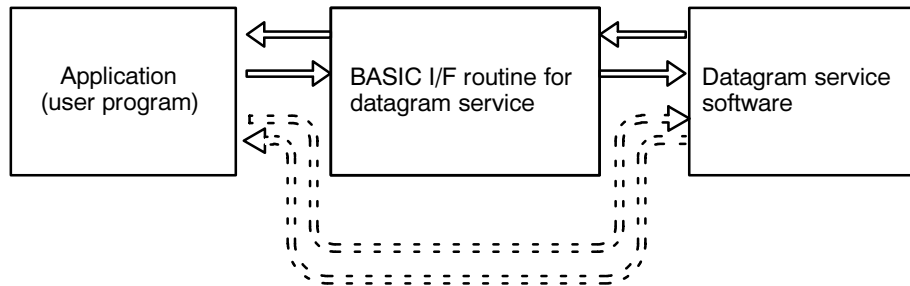 Application
(user program)
BASIC I/F routine for
datagram service
Datagram service
software